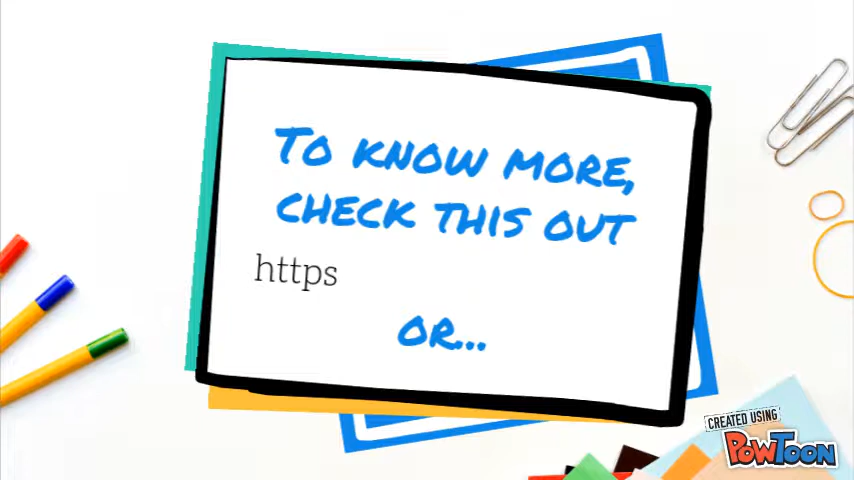 To know more,
check this out
https
or...
CREATED USING
POWTOON